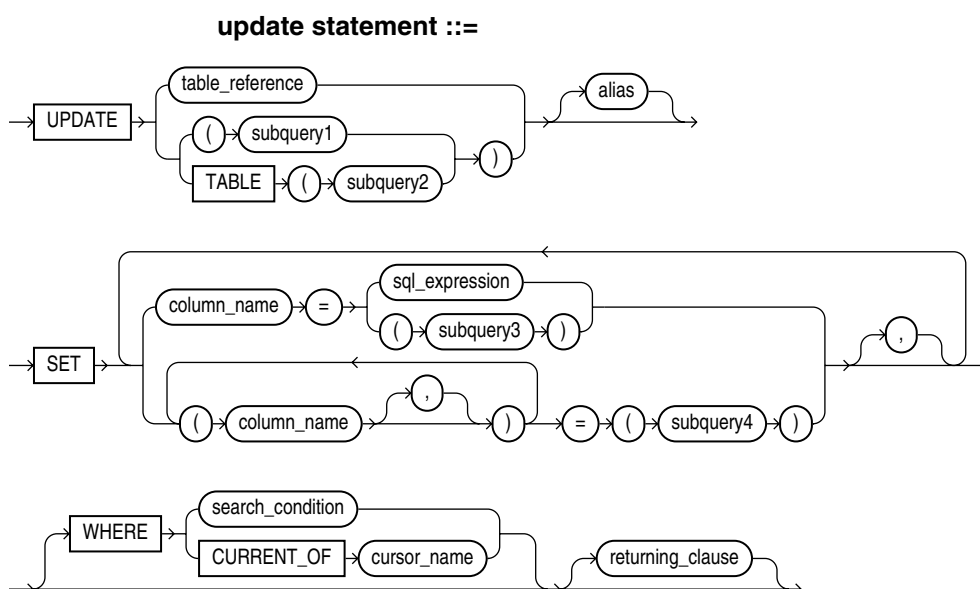 update statement ::=
table_reference
alias
UPDATE
( subquery1
)
TABLE ( subquery2
sql_expression
column_name =
( subquery3 )
SET
,
,
( column_name ) = ( subquery4 )
search_condition
WHERE
CURRENT_OF cursor_name
returning_clause